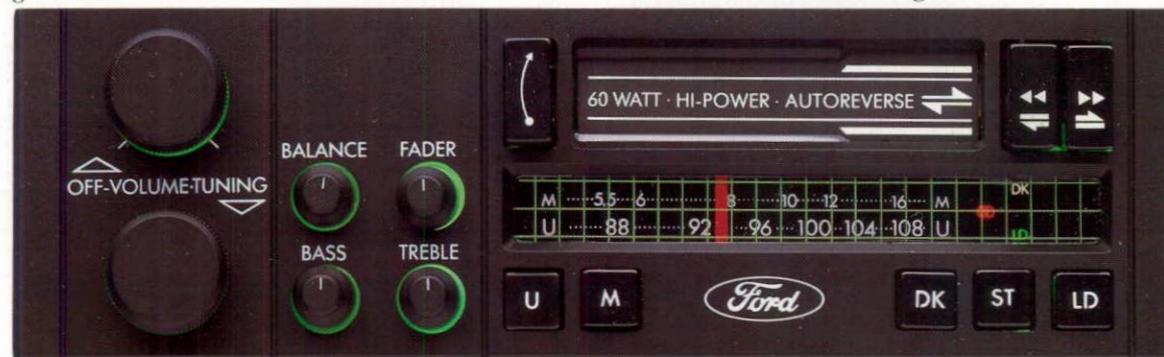 OFF-VOLUME-TUNING
BALANCE FADER
BASS TREBLE
60 WATT · HI-POWER · AUTOREVERSE
M ·····5.5···6 8 ····10··12·······16···· M
U ······88 92 ···96 ···100··104··108· U
DK
LD
U M Ford DK ST LD